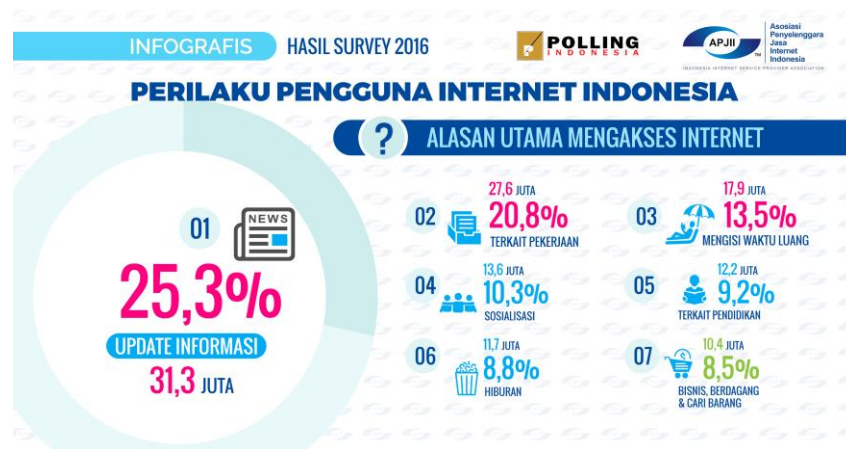 INFOGRAFIS HASIL SURVEY 2016
POLLING
INDONESIA
APJII
TM
Asosiasi
Penyelenggara
Jasa
Internet
Indonesia
INDONESIA INTERNET SERVICE PROVIDER ASSOCIATION
PERILAKU PENGGUNA INTERNET INDONESIA
? ALASAN UTAMA MENGAKSES INTERNET
01
NEWS
25,3%
UPDATE INFORMASI
31,3 JUTA
02
27,6 JUTA
20,8%
TERKAIT PEKERJAAN
03
17,9 JUTA
13,5%
MENGISI WAKTU LUANG
04
13,6 JUTA
10,3%
SOSIALISASI
05
12,2 JUTA
9,2%
TERKAIT PENDIDIKAN
06
11,7 JUTA
8,8%
HIBURAN
07
10,4 JUTA
8,5%
BISNIS, BERDAGANG
& CARI BARANG